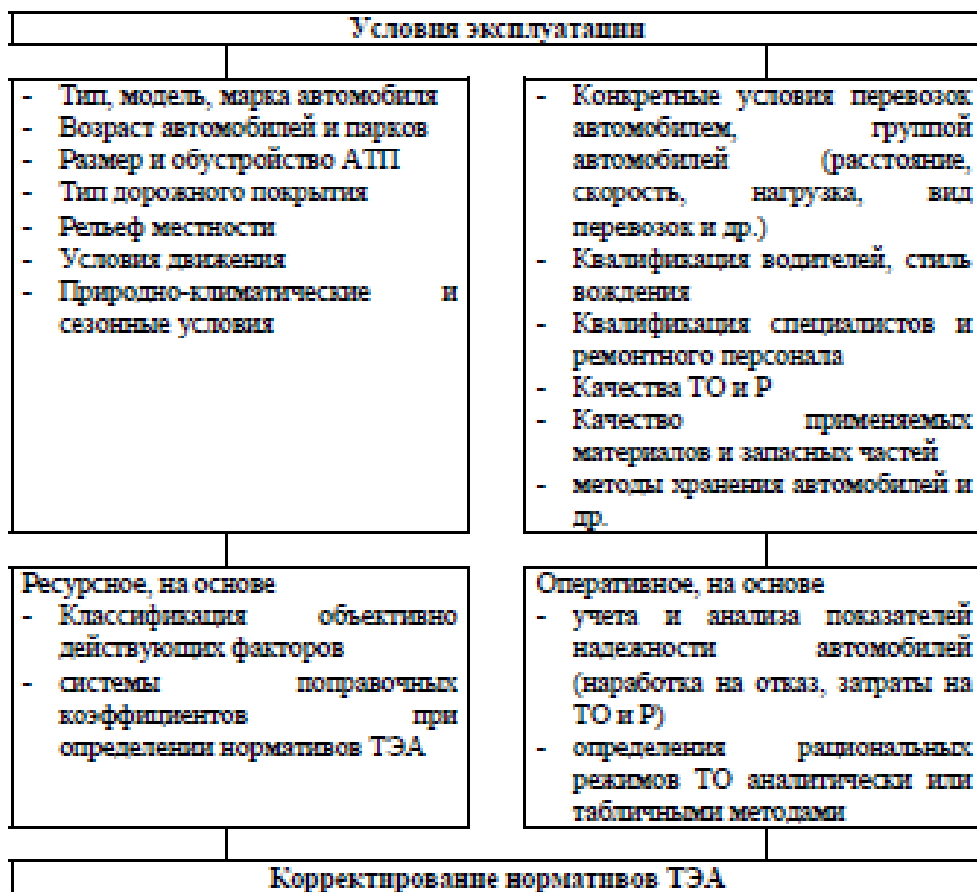 Условия эксплуатации
- Тип, модель, марка автомобиля
- Возраст автомобилей и парков
- Размер и обустройство АТП
- Тип дорожного покрытия
- Рельеф местности
- Условия движения
- Природно-климатические и
сезонные условия
- Конкретные условия перевозок
автомобилем, группой
автомобилей (расстояние,
скорость, нагрузка, вид
перевозок и др.)
- Квалификация водителей, стиль
вождения
- Квалификация специалистов и
ремонтного персонала
- Качества ТО и Р
- Качество применяемых
материалов и запасных частей
- методы хранения автомобилей и
др.
Ресурсное, на основе
- Классификация объективно
действующих факторов
- системы поправочных
коэффициентов при
определении нормативов ТЭА
Оперативное, на основе
- учета и анализа показателей
надежности автомобилей
(наработка на отказ, затраты на
ТО и Р)
- определения рациональных
режимов ТО аналитически или
табличными методами
Корректирование нормативов ТЭА